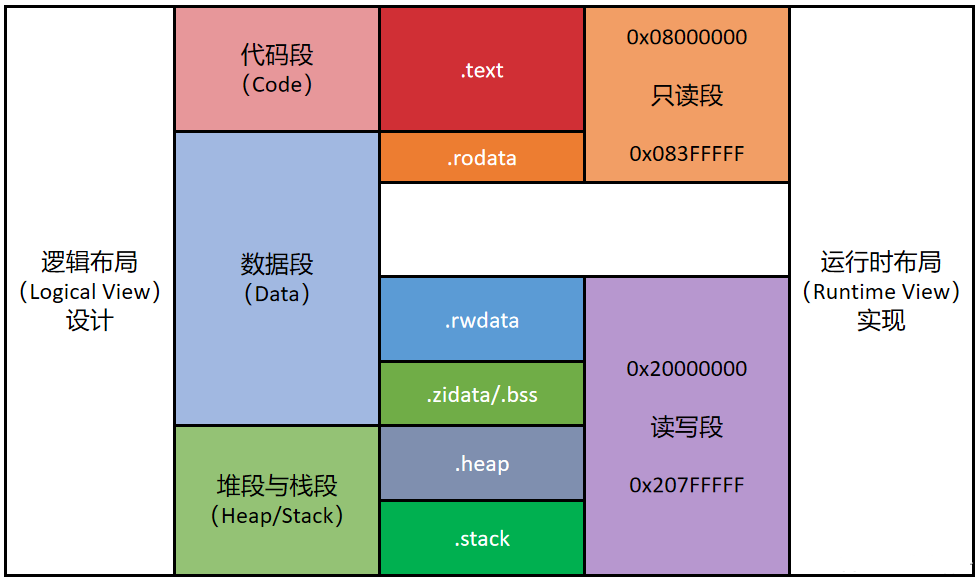 逻辑布局
（Logical View）
设计
代码段
（Code）
数据段
（Data）
堆段与栈段
（Heap/Stack）
.text
.rodata
.rwdata
.zidata/.bss
.heap
.stack
0x08000000
只读段
0x083FFFFF
0x20000000
读写段
0x207FFFFF
运行时布局
（Runtime View）
实现